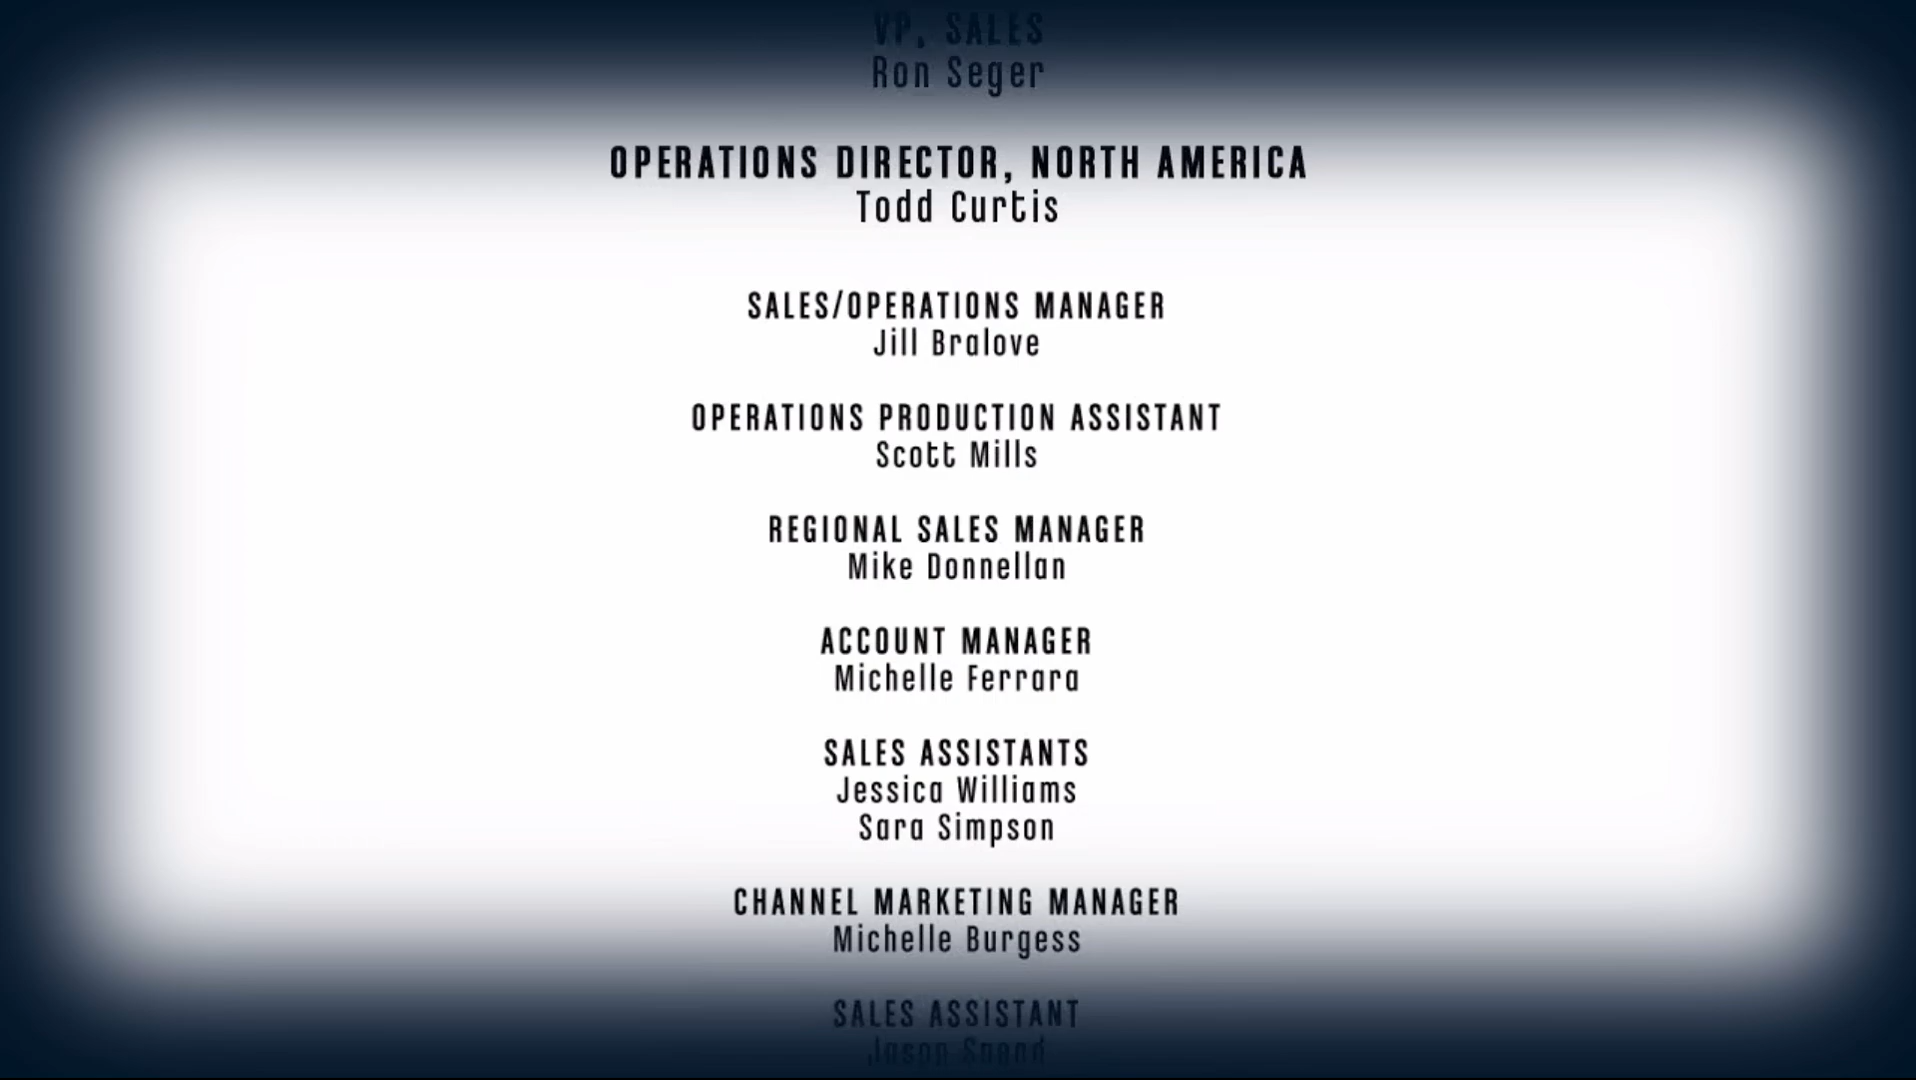 VP, SALES
Ron Seger
OPERATIONS DIRECTOR, NORTH AMERICA
Todd Curtis
SALES/OPERATIONS MANAGER
Jill Bralove
OPERATIONS PRODUCTION ASSISTANT
Scott Mills
REGIONAL SALES MANAGER
Mike Donnellan
ACCOUNT MANAGER
Michelle Ferrara
SALES ASSISTANTS
Jessica Williams
Sara Simpson
CHANNEL MARKETING MANAGER
Michelle Burgess
SALES ASSISTANT
Jason